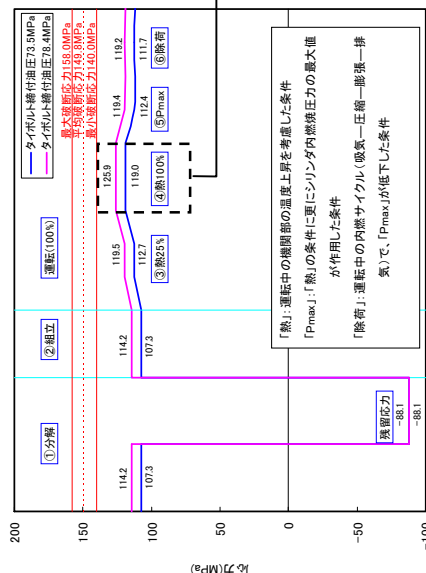 タイボルト締付油圧73.5MPa
タイボルト締付油圧78.4MPa
最大破断応力158.0MPa
平均破断応力149.8MPa
最小破断応力140.0MPa
①分解
②組立
運転(100%)
③熱25%
④熱100%
⑤Pmax
⑥除荷
114.2
107.3
114.2
107.3
119.5
112.7
125.9
119.0
119.4
112.4
119.2
111.7
残留応力
-88.1
-88.1
200
150
100
50
0
-50
-100
応力(MPa)
「熱」:運転中の機関部の温度上昇を考慮した条件
「Pmax」:「熱」の条件に更にシリンダ内燃焼圧力の最大値
が作用した条件
「除荷」:運転中の内燃サイクル(吸気―圧縮―膨張―排
気)で、「Pmax」が低下した条件